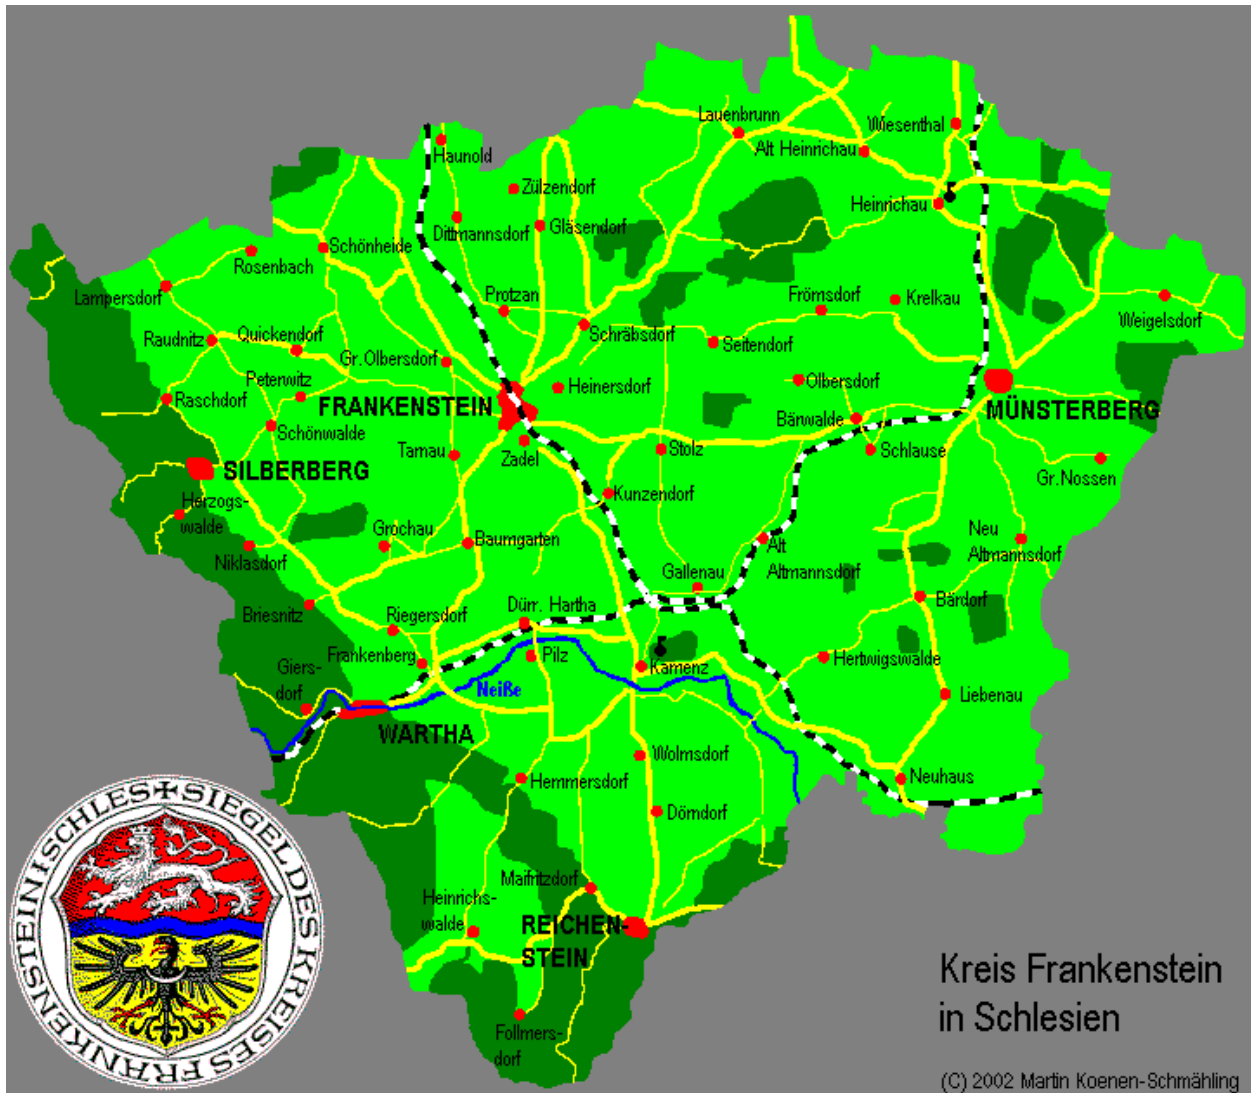 Lauenbrunn
Wiesenthal
Alt Heinrichau
Haunold
Zülzendorf
Heinrichau
Dittmannsdorf
Gläsendorf
Schönheide
Rosenbach
Lampersdorf
Protzan
Frömsdorf
Krelkau
Weigelsdorf
Raudnitz
Quickendorf
Schräbsdorf
Seitendorf
Gr.Olbersdorf
Peterwitz
Heinersdorf
Olbersdorf
Raschdorf
FRANKENSTEIN
MÜNSTERBERG
Schönwalde
Bärwalde
Tarnau
Zadel
Stolz
Schlause
SILBERBERG
Gr.Nossen
Herzogs-
walde
Kunzendorf
Grochau
Baumgarten
Neu
Altmannsdorf
Niklasdorf
Alt
Altmannsdorf
Gallenau
Briesnitz
Riegersdorf
Dürr. Hartha
Bärdorf
Giers-
dorf
Frankenberg
Pilz
Kamenz
Hertwigswalde
Neiße
Liebenau
WARTHA
Wolmsdorf
Hemmersdorf
Neuhaus
Dörndorf
Maifritzdorf
Heinrichs-
walde
REICHEN-
STEIN
Follmers-
dorf
SIEGEL DES KREISES FRANKENSTEIN I SCHLES
Kreis Frankenstein
in Schlesien
(C) 2002 Martin Koenen-Schmähling